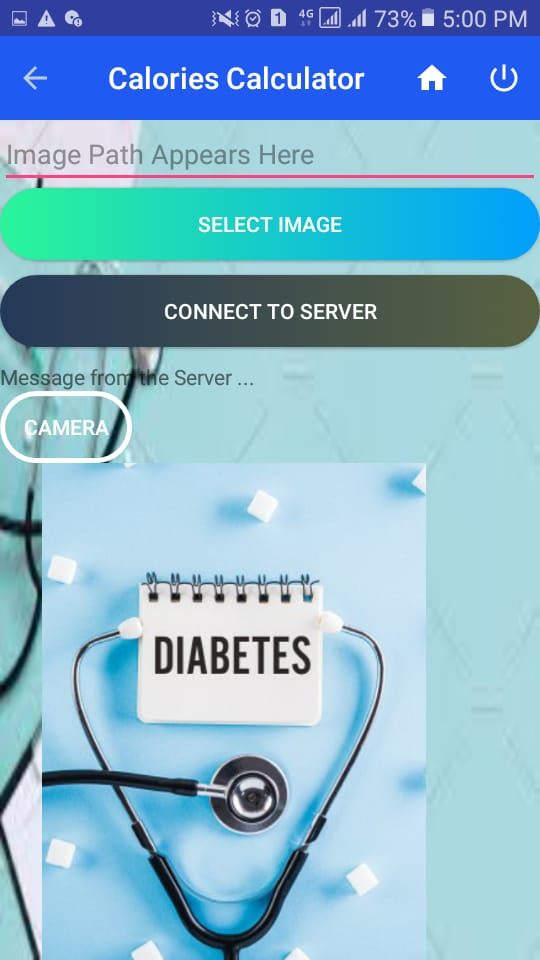 4G 73% 5:00 PM
Calories Calculator
Image Path Appears Here
SELECT IMAGE
CONNECT TO SERVER
Message from the Server ...
CAMERA
DIABETES